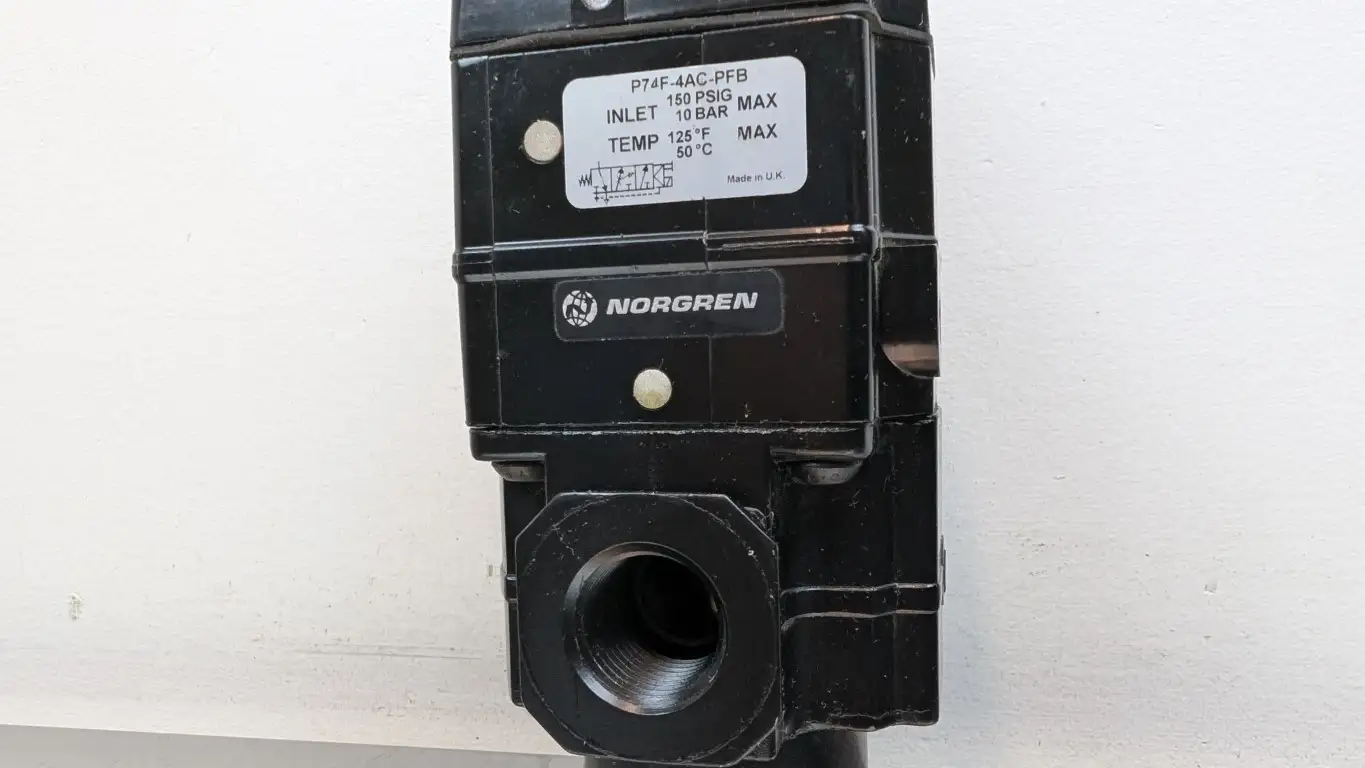 P74F-4AC-PFB
INLET 150 PSIG 10 BAR MAX
TEMP 125°F 50°C MAX
Made in U.K.
NORGREN